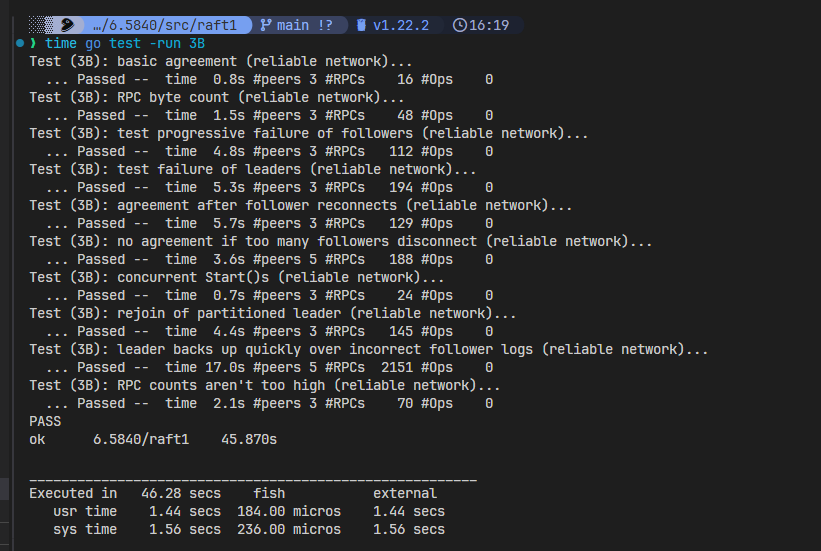 …/6.5840/src/raft1 main !? v1.22.2 16:19
❯ time go test -run 3B
Test (3B): basic agreement (reliable network)...
  ... Passed --  time  0.8s #peers 3 #RPCs    16 #Ops    0
Test (3B): RPC byte count (reliable network)...
  ... Passed --  time  1.5s #peers 3 #RPCs    48 #Ops    0
Test (3B): test progressive failure of followers (reliable network)...
  ... Passed --  time  4.8s #peers 3 #RPCs   112 #Ops    0
Test (3B): test failure of leaders (reliable network)...
  ... Passed --  time  5.3s #peers 3 #RPCs   194 #Ops    0
Test (3B): agreement after follower reconnects (reliable network)...
  ... Passed --  time  5.7s #peers 3 #RPCs   129 #Ops    0
Test (3B): no agreement if too many followers disconnect (reliable network)...
  ... Passed --  time  3.6s #peers 5 #RPCs   188 #Ops    0
Test (3B): concurrent Start()s (reliable network)...
  ... Passed --  time  0.7s #peers 3 #RPCs    24 #Ops    0
Test (3B): rejoin of partitioned leader (reliable network)...
  ... Passed --  time  4.4s #peers 3 #RPCs   145 #Ops    0
Test (3B): leader backs up quickly over incorrect follower logs (reliable network)...
  ... Passed --  time 17.0s #peers 5 #RPCs  2151 #Ops    0
Test (3B): RPC counts aren't too high (reliable network)...
  ... Passed --  time  2.1s #peers 3 #RPCs    70 #Ops    0
PASS
ok      6.5840/raft1    45.870s
________________________________________________________
Executed in   46.28 secs    fish           external
   usr time    1.44 secs  184.00 micros    1.44 secs
   sys time    1.56 secs  236.00 micros    1.56 secs